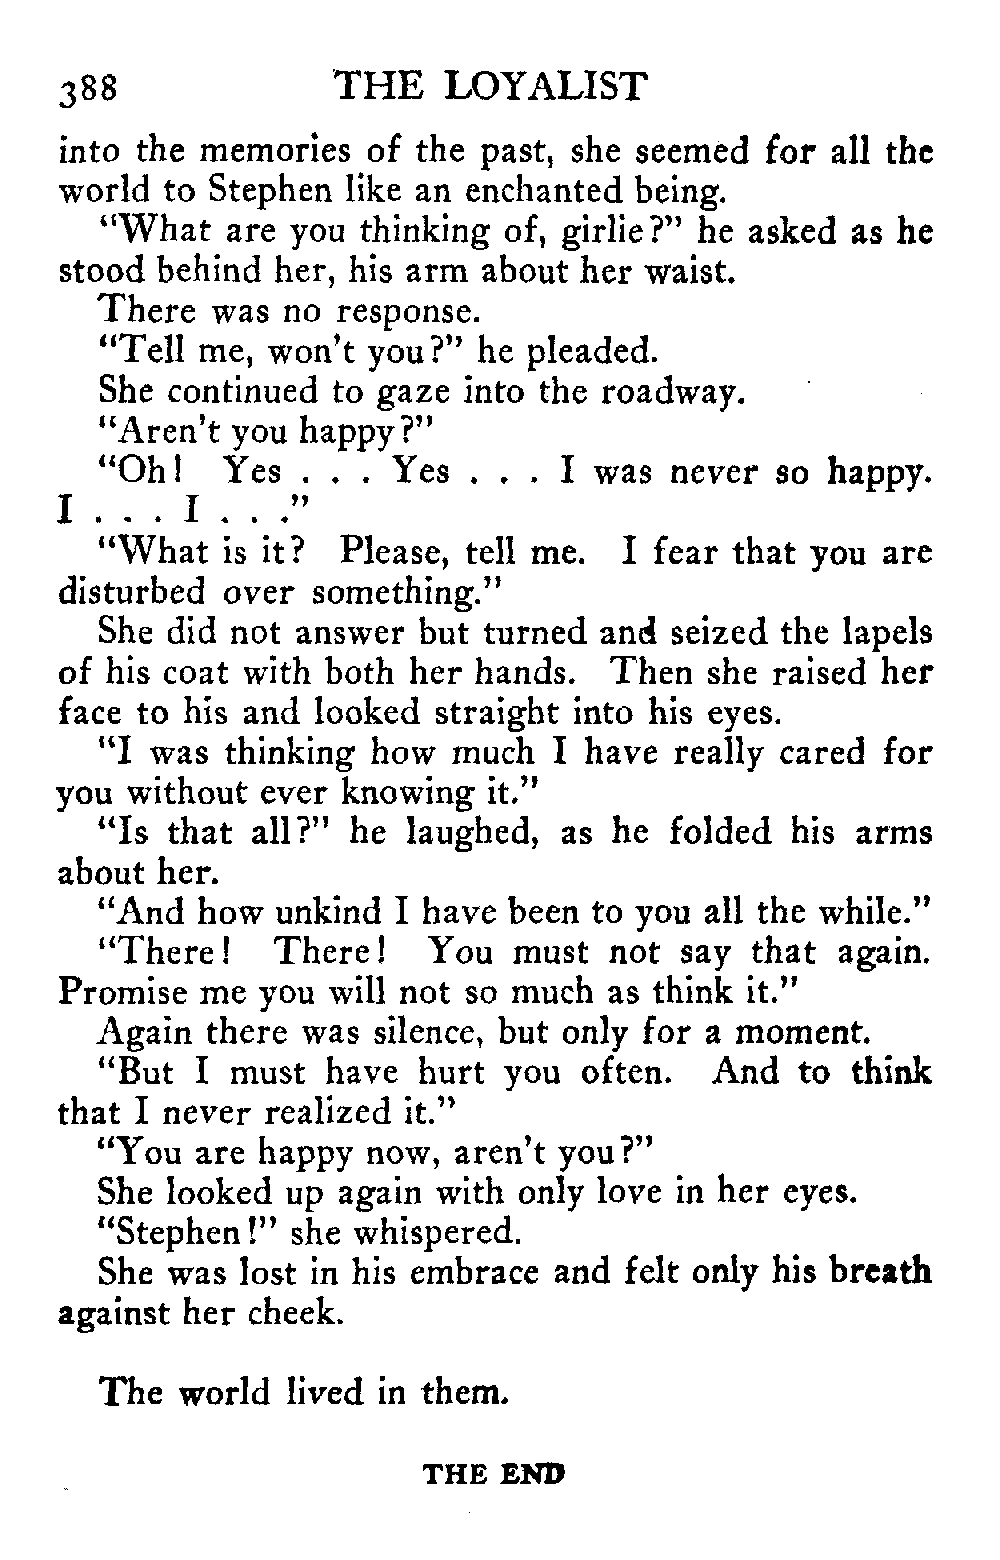 388 THE LOYALIST
into the memories of the past, she seemed for all the
world to Stephen like an enchanted being.
"What are you thinking of, girlie?" he asked as he
stood behind her, his arm about her waist.
There was no response.
"Tell me, won't you?" he pleaded.
She continued to gaze into the roadway.
"Aren't you happy?"
"Oh! Yes . . . Yes . . . I was never so happy.
I . . . I . . ."
"What is it? Please, tell me. I fear that you are
disturbed over something."
She did not answer but turned and seized the lapels
of his coat with both her hands. Then she raised her
face to his and looked straight into his eyes.
"I was thinking how much I have really cared for
you without ever knowing it."
"Is that all?" he laughed, as he folded his arms
about her.
"And how unkind I have been to you all the while."
"There! There! You must not say that again.
Promise me you will not so much as think it."
Again there was silence, but only for a moment.
"But I must have hurt you often. And to think
that I never realized it."
"You are happy now, aren't you?"
She looked up again with only love in her eyes.
"Stephen!" she whispered.
She was lost in his embrace and felt only his breath
against her cheek.
The world lived in them.
THE END